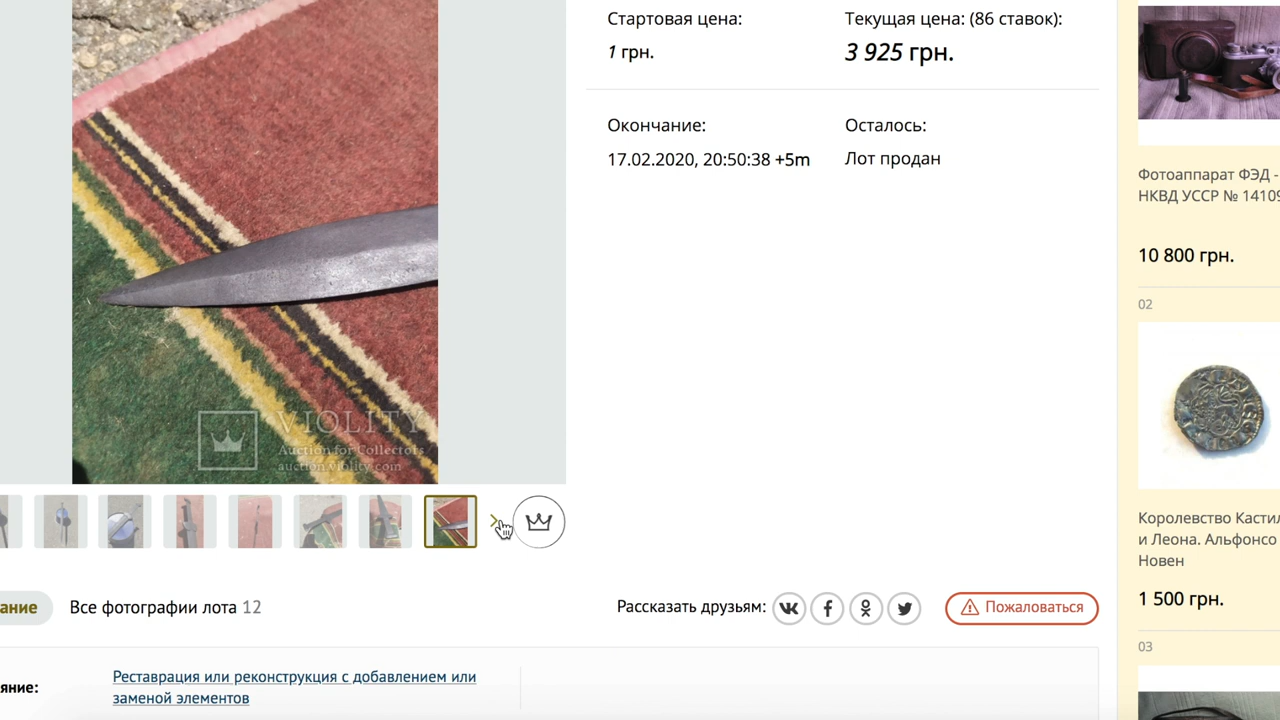 Стартовая цена:
1 грн.
Текущая цена: (86 ставок):
3 925 грн.
Окончание:
17.02.2020, 20:50:38 +5m
Осталось:
Лот продан
VIOLITY
Auction for Collectors
auction.violity.com
ание
Все фотографии лота 12
Рассказать друзьям:
Пожаловаться
яние:
Реставрация или реконструкция с добавлением или
заменой элементов
Фотоаппарат ФЭД -
НКВД УССР № 14109
10 800 грн.
02
Королевство Касти
и Леона. Альфонсо
Новен
1 500 грн.
03